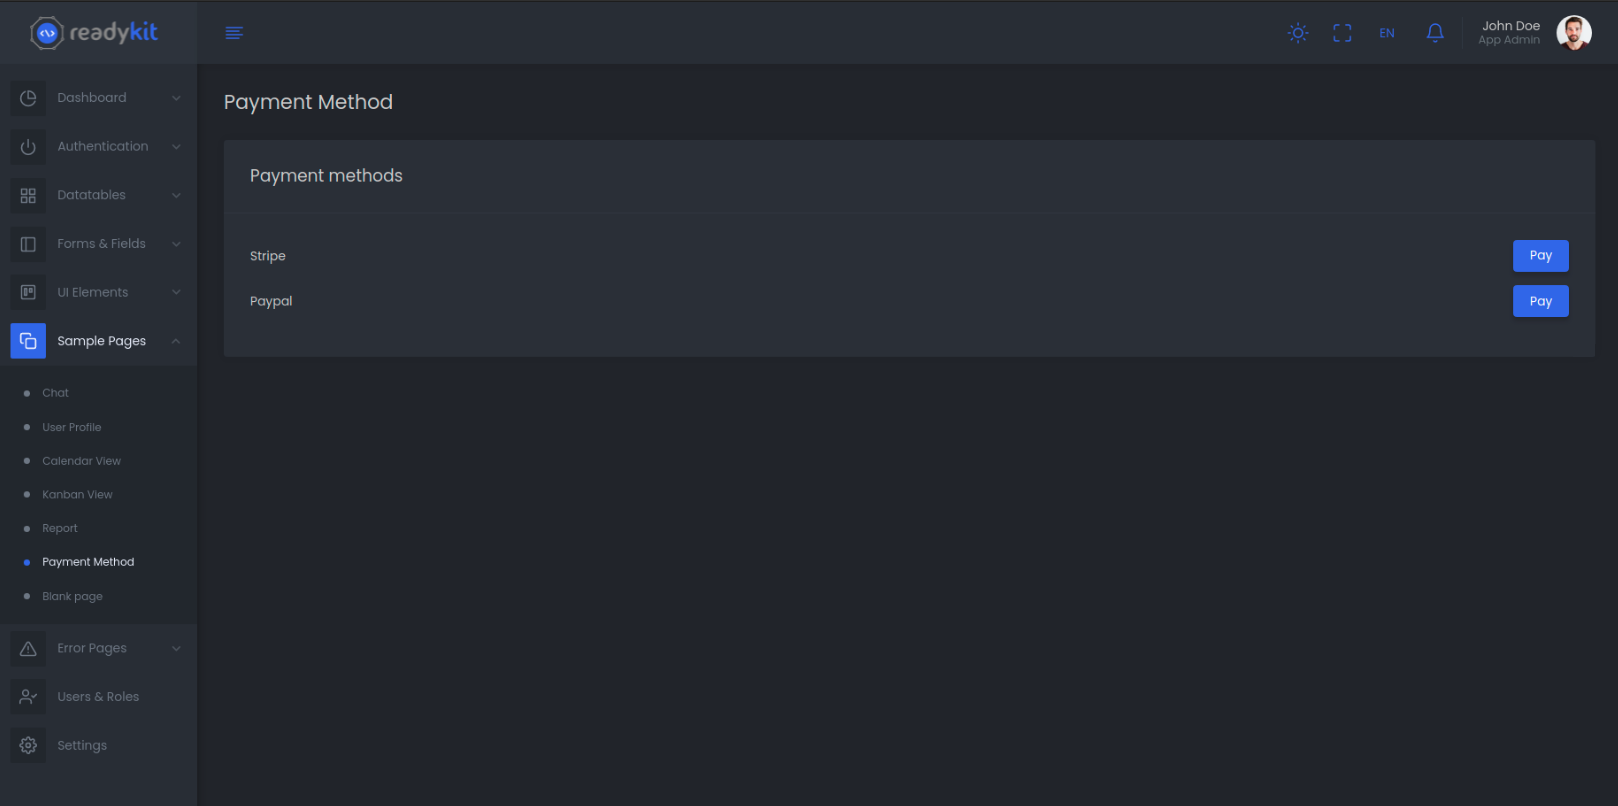 readykit
EN
John Doe
App Admin
Dashboard
Authentication
Datatables
Forms & Fields
UI Elements
Sample Pages
Chat
User Profile
Calendar View
Kanban View
Report
Payment Method
Blank page
Error Pages
Users & Roles
Settings
Payment Method
Payment methods
Stripe
Pay
Paypal
Pay